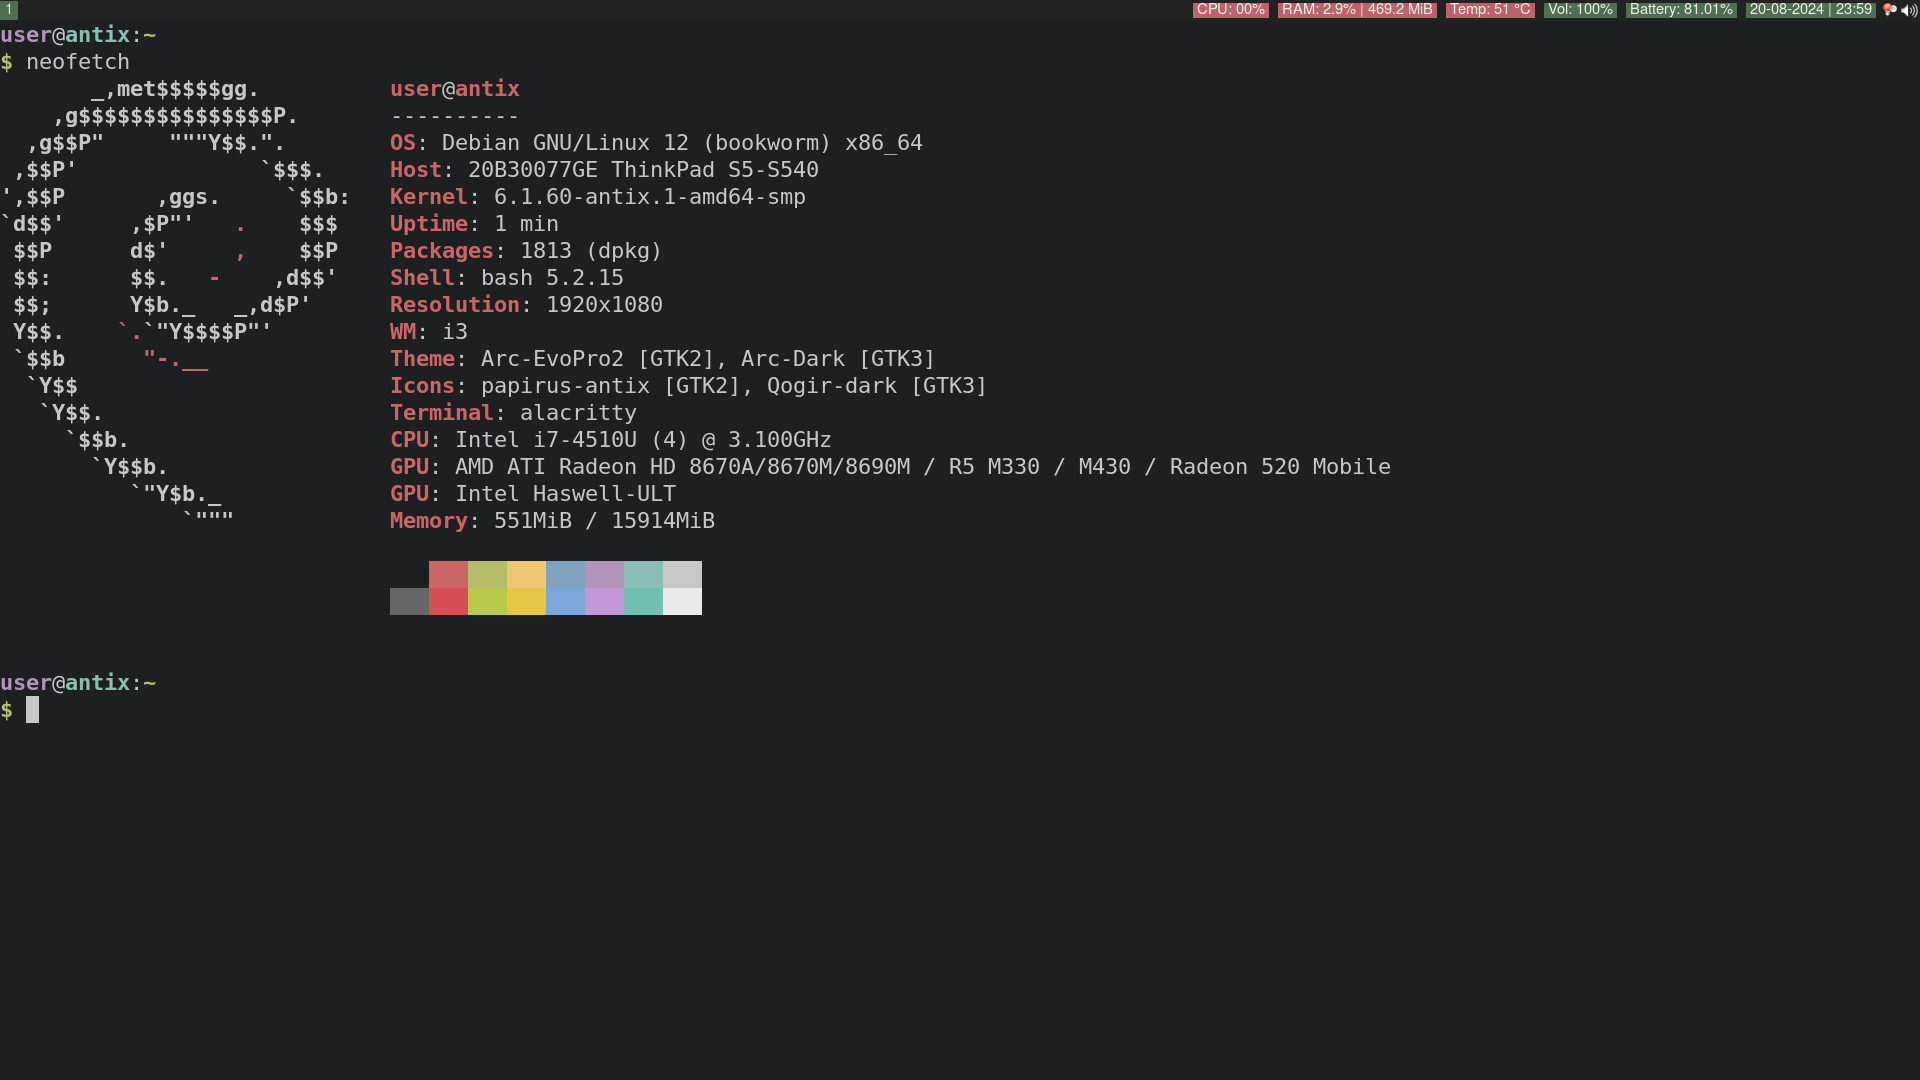 1 CPU: 00% RAM: 2.9% | 469.2 MiB Temp: 51 °C Vol: 100% Battery: 81.01% 20-08-2024 | 23:59
user@antix:~
$ neofetch
       _,met$$$$$gg.          user@antix
    ,g$$$$$$$$$$$$$$$P.       ----------
  ,g$$P"     """Y$$.".        OS: Debian GNU/Linux 12 (bookworm) x86_64
 ,$$P'              `$$$.     Host: 20B30077GE ThinkPad S5-S540
',$$P       ,ggs.     `$$b:   Kernel: 6.1.60-antix.1-amd64-smp
`d$$'     ,$P"'   .    $$$    Uptime: 1 min
 $$P      d$'     ,    $$P    Packages: 1813 (dpkg)
 $$:      $$.   -    ,d$$'    Shell: bash 5.2.15
 $$;      Y$b._   _,d$P'      Resolution: 1920x1080
 Y$$.    `.`"Y$$$$P"'         WM: i3
 `$$b      "-.__              Theme: Arc-EvoPro2 [GTK2], Arc-Dark [GTK3]
  `Y$$                        Icons: papirus-antix [GTK2], Qogir-dark [GTK3]
   `Y$$.                      Terminal: alacritty
     `$$b.                    CPU: Intel i7-4510U (4) @ 3.100GHz
       `Y$$b.                 GPU: AMD ATI Radeon HD 8670A/8670M/8690M / R5 M330 / M430 / Radeon 520 Mobile
          `"Y$b._             GPU: Intel Haswell-ULT
              `"""            Memory: 551MiB / 15914MiB
user@antix:~
$